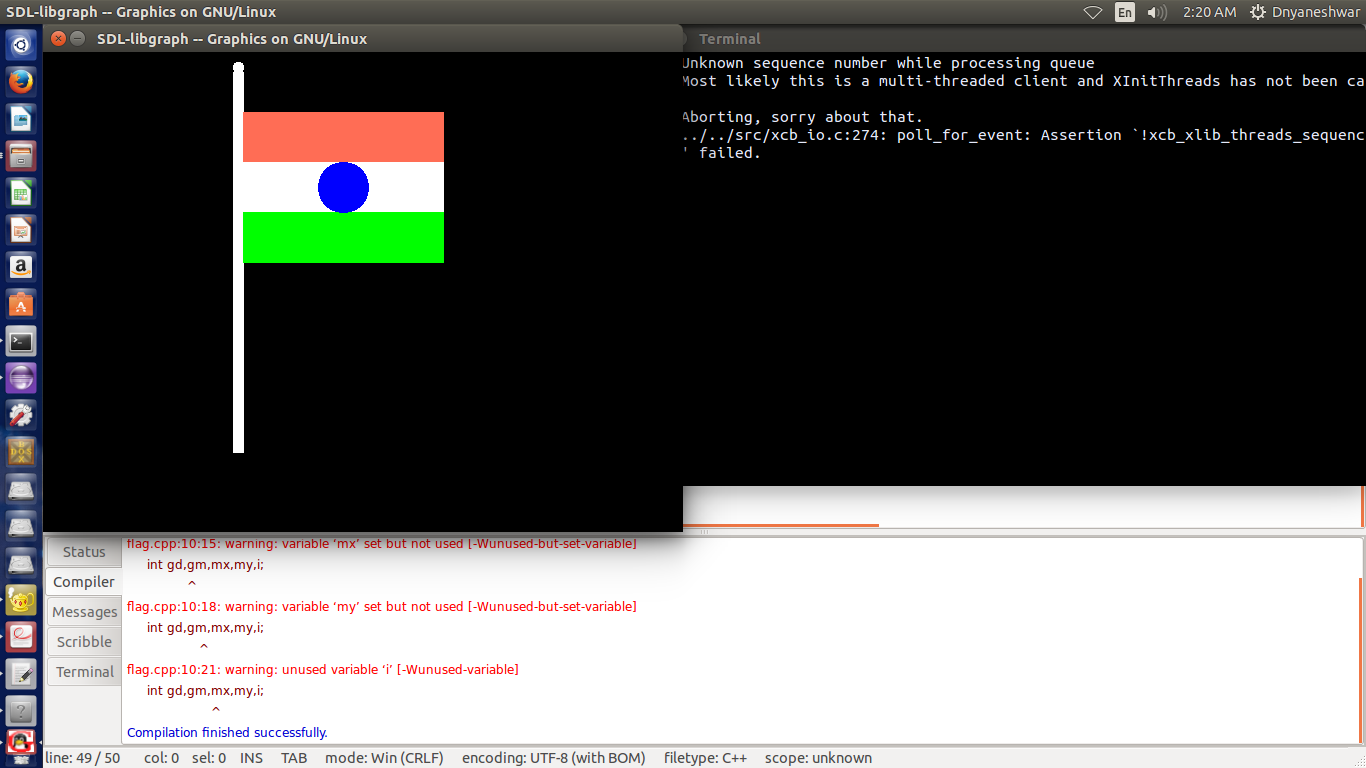 SDL-libgraph -- Graphics on GNU/Linux
En
2:20 AM
Dnyaneshwar
SDL-libgraph -- Graphics on GNU/Linux
Terminal
Unknown sequence number while processing queue
Most likely this is a multi-threaded client and XInitThreads has not been ca
Aborting, sorry about that.
../../src/xcb_io.c:274: poll_for_event: Assertion `!xcb_xlib_threads_sequenc
' failed.
Status
Compiler
Messages
Scribble
Terminal
flag.cpp:10:15: warning: variable ‘mx’ set but not used [-Wunused-but-set-variable]
int gd,gm,mx,my,i;
^
flag.cpp:10:18: warning: variable ‘my’ set but not used [-Wunused-but-set-variable]
int gd,gm,mx,my,i;
^
flag.cpp:10:21: warning: unused variable ‘i’ [-Wunused-variable]
int gd,gm,mx,my,i;
^
Compilation finished successfully.
line: 49 / 50 col: 0 sel: 0 INS TAB mode: Win (CRLF) encoding: UTF-8 (with BOM) filetype: C++ scope: unknown